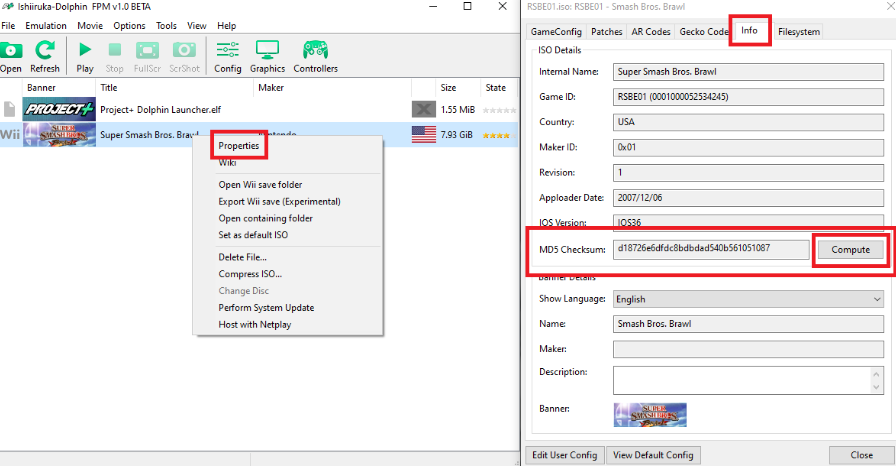 Ishiiruka-Dolphin FPM v1.0 BETA
File Emulation Movie Options Tools View Help
Open Refresh Play Stop FullScr ScrShot Config Graphics Controllers
Banner Title Maker Size State
PROJECT+ Project+ Dolphin Launcher.elf 1.55 MiB
Wii SUPER SMASH BROS. BRAWL Super Smash Bros. Brawl Nintendo 7.93 GiB
Properties
Wiki
Open Wii save folder
Export Wii save (Experimental)
Open containing folder
Set as default ISO
Delete File...
Compress ISO...
Change Disc
Perform System Update
Host with Netplay
RSBE01.iso: RSBE01 - Smash Bros. Brawl
GameConfig Patches AR Codes Gecko Code Info Filesystem
ISO Details
Internal Name: Super Smash Bros. Brawl
Game ID: RSBE01 (0001000052534245)
Country: USA
Maker ID: 0x01
Revision: 1
Apploader Date: 2007/12/06
IOS Version: IOS36
MD5 Checksum: d18726e6dfdc8bdbdad540b561051087 Compute
Banner Details
Show Language: English
Name: Smash Bros. Brawl
Maker:
Description:
Banner: SUPER SMASH BROS. BRAWL
Edit User Config View Default Config Close